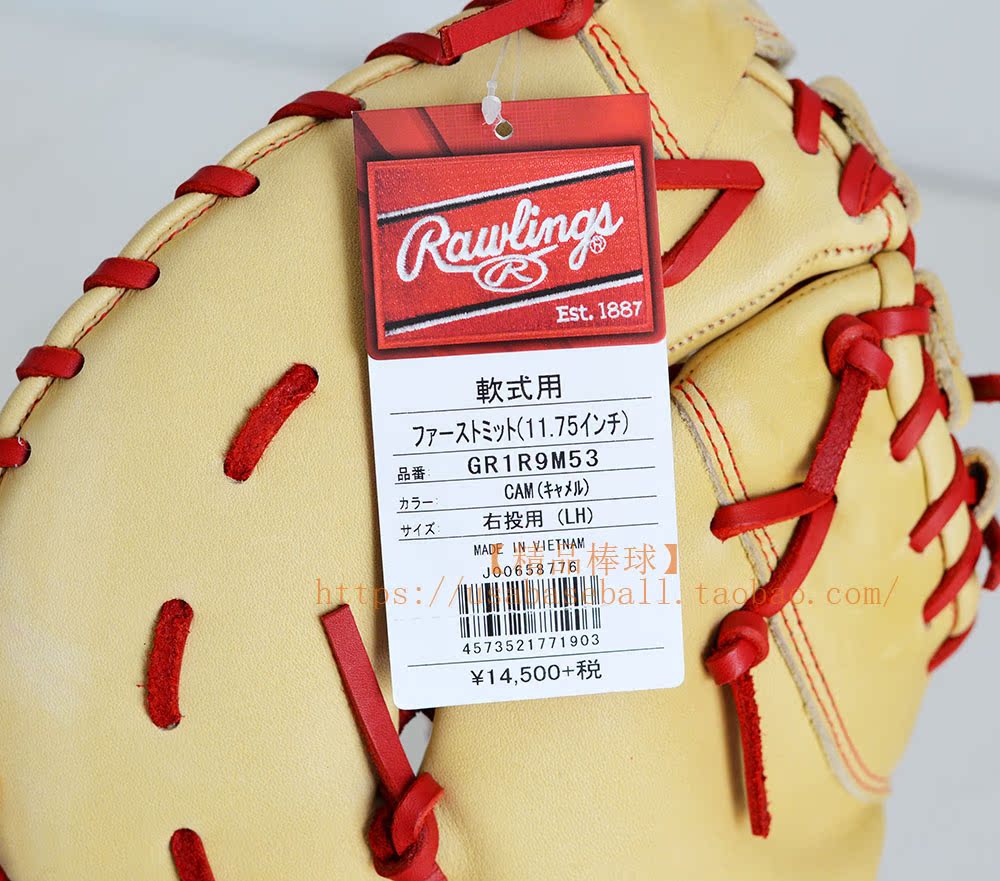 Rawlings®
R
Est. 1887
軟式用
ファーストミット(11.75インチ)
品番: GR1R9M53
カラー: CAM(キャメル)
サイズ: 右投用 (LH)
MADE IN VIETNAM
【精品棒球】
J00658776
https://usabaseball.taobao.com/
4573521771903
¥14,500+税